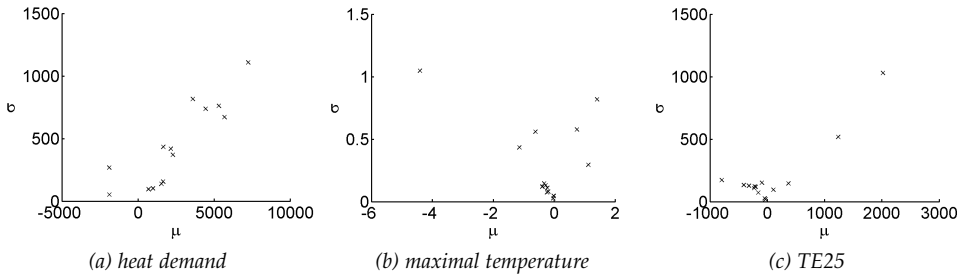 1500
1000
500
0
σ
-5000
0
5000
10000
μ
(a) heat demand
1.5
1
0.5
0
σ
-6
-4
-2
0
2
μ
(b) maximal temperature
1500
1000
500
0
σ
-1000
0
1000
2000
3000
μ
(c) TE25